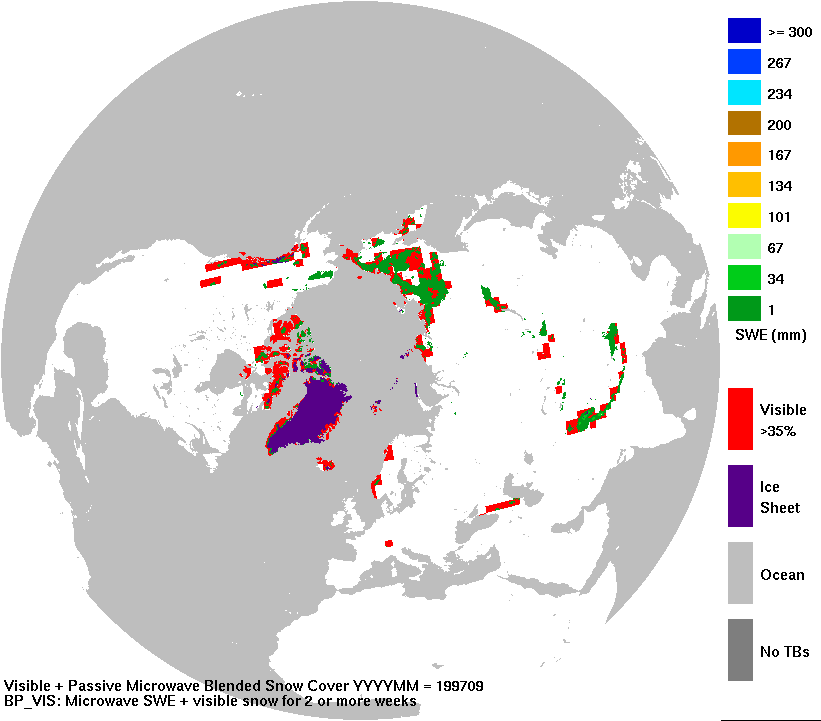 >= 300
267
234
200
167
134
101
67
34
1
SWE (mm)
Visible
>35%
Ice
Sheet
Ocean
No TBs
Visible + Passive Microwave Blended Snow Cover YYYYMM = 199709
BP_VIS: Microwave SWE + visible snow for 2 or more weeks